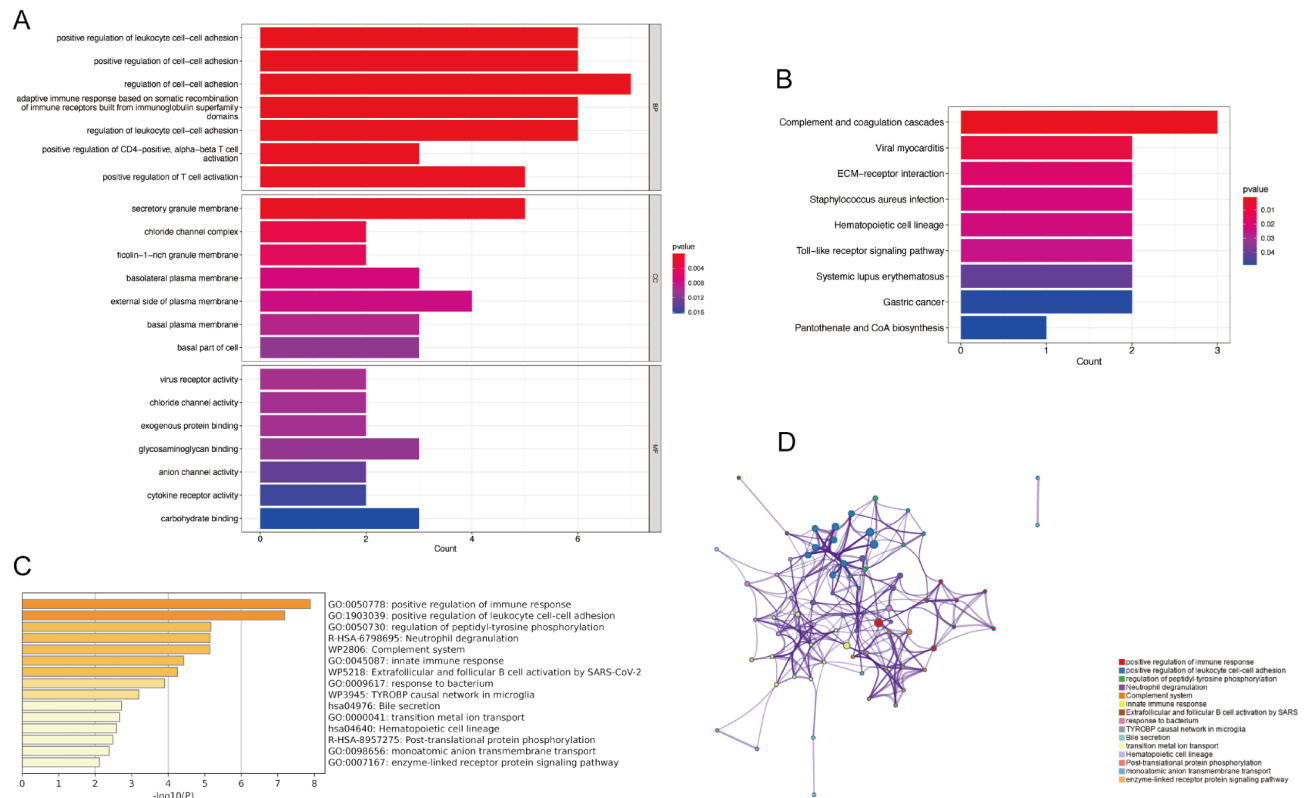 A
positive regulation of leukocyte cell−cell adhesion
positive regulation of cell−cell adhesion
regulation of cell−cell adhesion
adaptive immune response based on somatic recombination
of immune receptors built from immunoglobulin superfamily
domains
regulation of leukocyte cell−cell adhesion
positive regulation of CD4−positive, alpha−beta T cell
activation
positive regulation of T cell activation
BP
secretory granule membrane
chloride channel complex
ficolin−1−rich granule membrane
basolateral plasma membrane
external side of plasma membrane
basal plasma membrane
basal part of cell
CC
virus receptor activity
chloride channel activity
exogenous protein binding
glycosaminoglycan binding
anion channel activity
cytokine receptor activity
carbohydrate binding
MF
0 2 4 6
Count
pvalue
0.004
0.008
0.012
0.016
B
Complement and coagulation cascades
Viral myocarditis
ECM−receptor interaction
Staphylococcus aureus infection
Hematopoietic cell lineage
Toll−like receptor signaling pathway
Systemic lupus erythematosus
Gastric cancer
Pantothenate and CoA biosynthesis
0 1 2 3
Count
pvalue
0.01
0.02
0.03
0.04
C
GO:0050778: positive regulation of immune response
GO:1903039: positive regulation of leukocyte cell-cell adhesion
GO:0050730: regulation of peptidyl-tyrosine phosphorylation
R-HSA-6798695: Neutrophil degranulation
WP2806: Complement system
GO:0045087: innate immune response
WP5218: Extrafollicular and follicular B cell activation by SARS-CoV-2
GO:0009617: response to bacterium
WP3945: TYROBP causal network in microglia
hsa04976: Bile secretion
GO:0000041: transition metal ion transport
hsa04640: Hematopoietic cell lineage
R-HSA-8957275: Post-translational protein phosphorylation
GO:0098656: monoatomic anion transmembrane transport
GO:0007167: enzyme-linked receptor protein signaling pathway
0 1 2 3 4 5 6 7 8
-log10(P)
D
positive regulation of immune response
positive regulation of leukocyte cell-cell adhesion
regulation of peptidyl-tyrosine phosphorylation
Neutrophil degranulation
Complement system
innate immune response
Extrafollicular and follicular B cell activation by SARS
response to bacterium
TYROBP causal network in microglia
Bile secretion
transition metal ion transport
Hematopoietic cell lineage
Post-translational protein phosphorylation
monoatomic anion transmembrane transport
enzyme-linked receptor protein signaling pathway